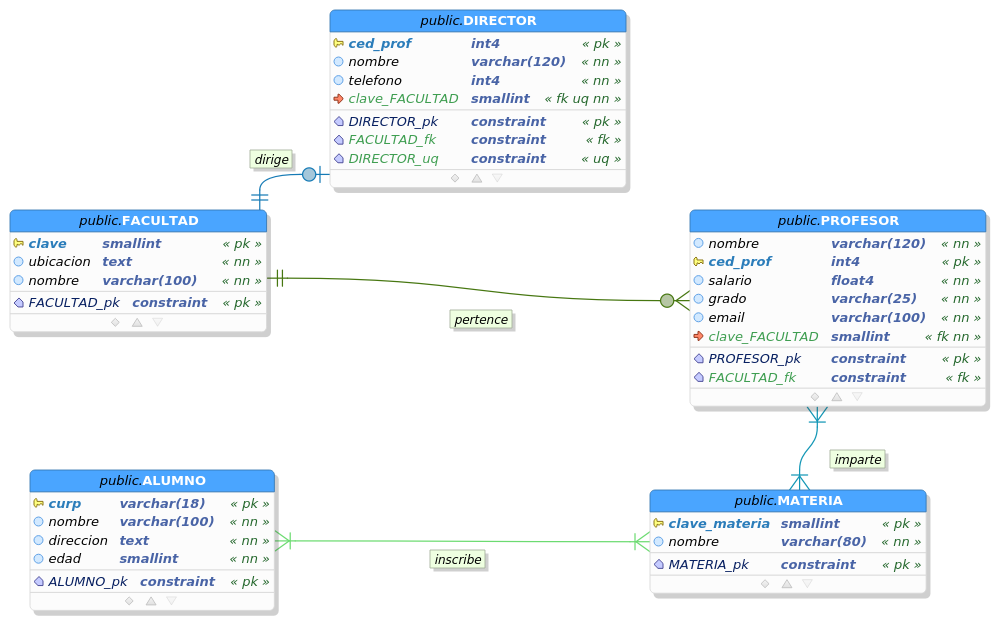 public.DIRECTOR
ced_prof int4 « pk »
nombre varchar(120) « nn »
telefono int4 « nn »
clave_FACULTAD smallint « fk uq nn »
DIRECTOR_pk constraint « pk »
FACULTAD_fk constraint « fk »
DIRECTOR_uq constraint « uq »
dirige
public.FACULTAD
clave smallint « pk »
ubicacion text « nn »
nombre varchar(100) « nn »
FACULTAD_pk constraint « pk »
pertence
public.PROFESOR
nombre varchar(120) « nn »
ced_prof int4 « pk »
salario float4 « nn »
grado varchar(25) « nn »
email varchar(100) « nn »
clave_FACULTAD smallint « fk nn »
PROFESOR_pk constraint « pk »
FACULTAD_fk constraint « fk »
imparte
public.ALUMNO
curp varchar(18) « pk »
nombre varchar(100) « nn »
direccion text « nn »
edad smallint « nn »
ALUMNO_pk constraint « pk »
inscribe
public.MATERIA
clave_materia smallint « pk »
nombre varchar(80) « nn »
MATERIA_pk constraint « pk »